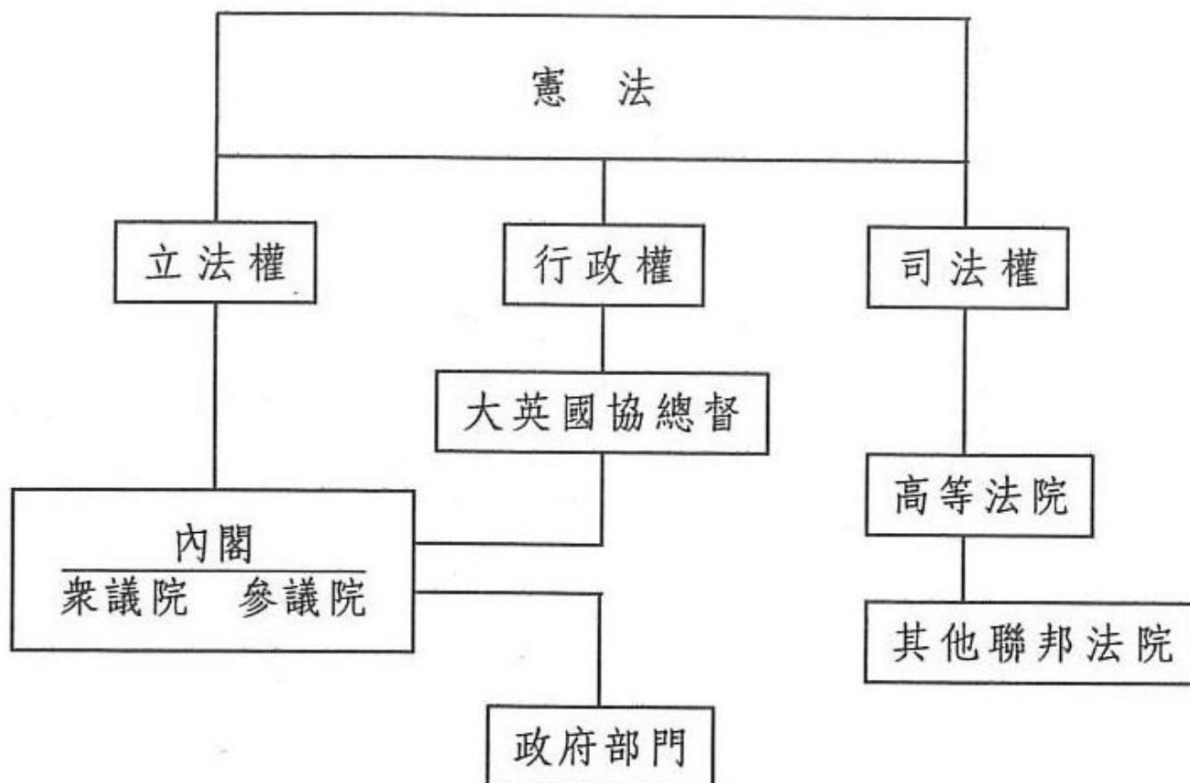 憲 法
立法權
行政權
司法權
大英國協總督
高等法院
內閣
衆議院 參議院
其他聯邦法院
政府部門